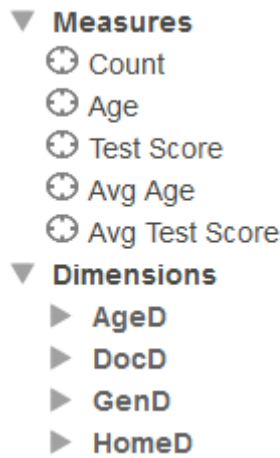 Measures
Count
Age
Test Score
Avg Age
Avg Test Score
Dimensions
AgeD
DocD
GenD
HomeD